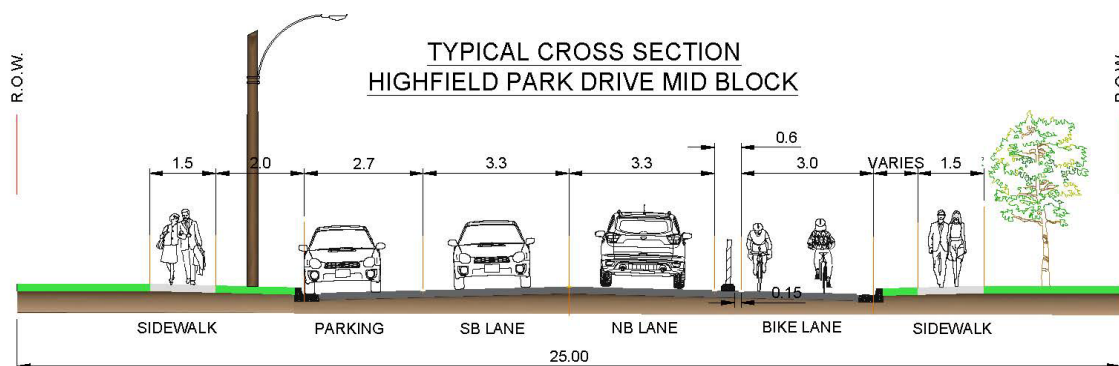 TYPICAL CROSS SECTION
HIGHFIELD PARK DRIVE MID BLOCK
R.O.W.
R.O.W.
0.6
1.5
2.0
2.7
3.3
3.3
3.0
VARIES
1.5
0.15
SIDEWALK
PARKING
SB LANE
NB LANE
BIKE LANE
SIDEWALK
25.00